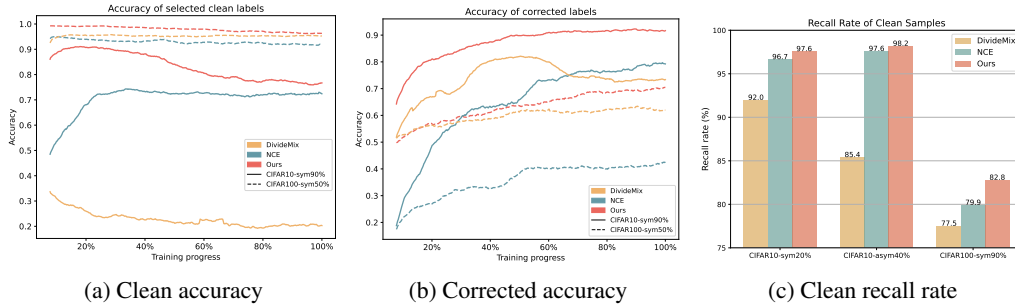 Accuracy of selected clean labels
1.0
0.9
0.8
0.7
0.6
0.5
0.4
0.3
0.2
Accuracy
DivideMix
NCE
Ours
CIFAR10-sym90%
CIFAR100-sym50%
20%
40%
60%
80%
100%
Training progress
(a) Clean accuracy
Accuracy of corrected labels
0.9
0.8
0.7
0.6
0.5
0.4
0.3
0.2
Accuracy
DivideMix
NCE
Ours
CIFAR10-sym90%
CIFAR100-sym50%
20%
40%
60%
80%
100%
Training progress
(b) Corrected accuracy
Recall Rate of Clean Samples
100
95
90
85
80
75
Recall rate (%)
DivideMix
NCE
Ours
92.0
96.7
97.6
85.4
97.6
98.2
77.5
79.9
82.8
CIFAR10-sym20%
CIFAR10-asym40%
CIFAR100-sym90%
(c) Clean recall rate